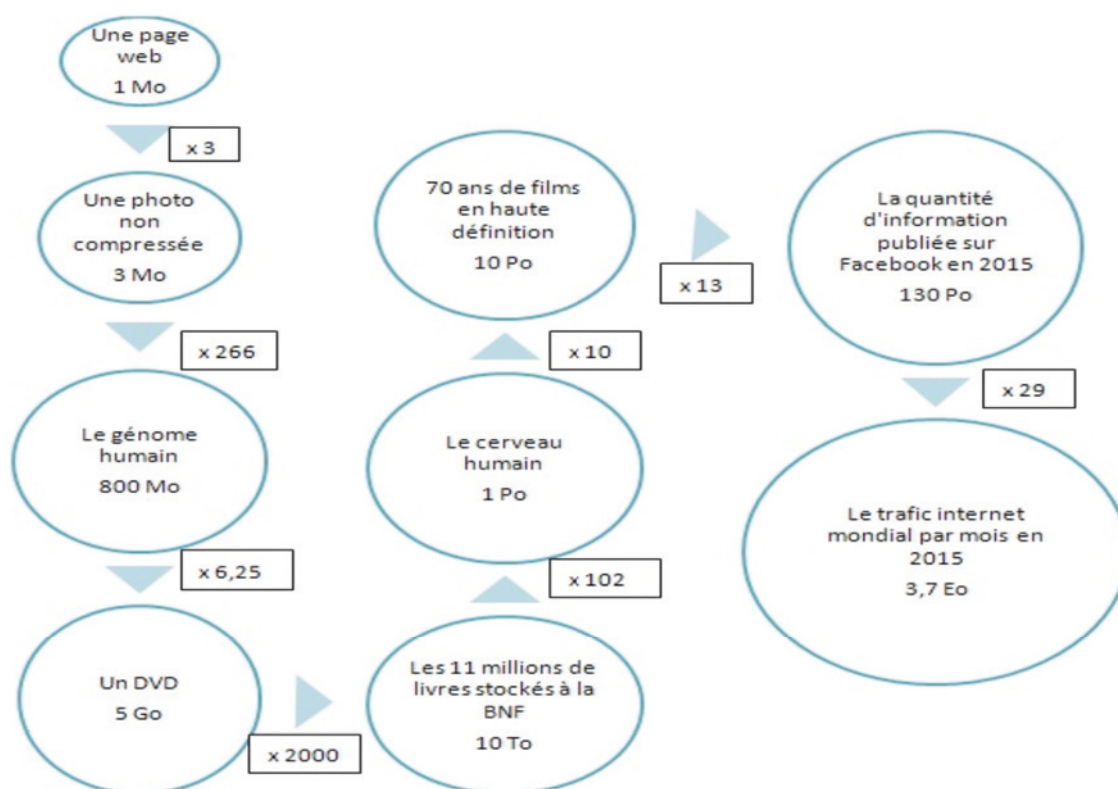 Une page
web
1 Mo
x 3
Une photo
non
compressée
3 Mo
x 266
Le génome
humain
800 Mo
x 6,25
Un DVD
5 Go
x 2000
Les 11 millions de
livres stockés à la
BNF
10 To
x 102
Le cerveau
humain
1 Po
x 10
70 ans de films
en haute
définition
10 Po
x 13
La quantité
d'information
publiée sur
Facebook en 2015
130 Po
x 29
Le trafic internet
mondial par mois en
2015
3,7 Eo